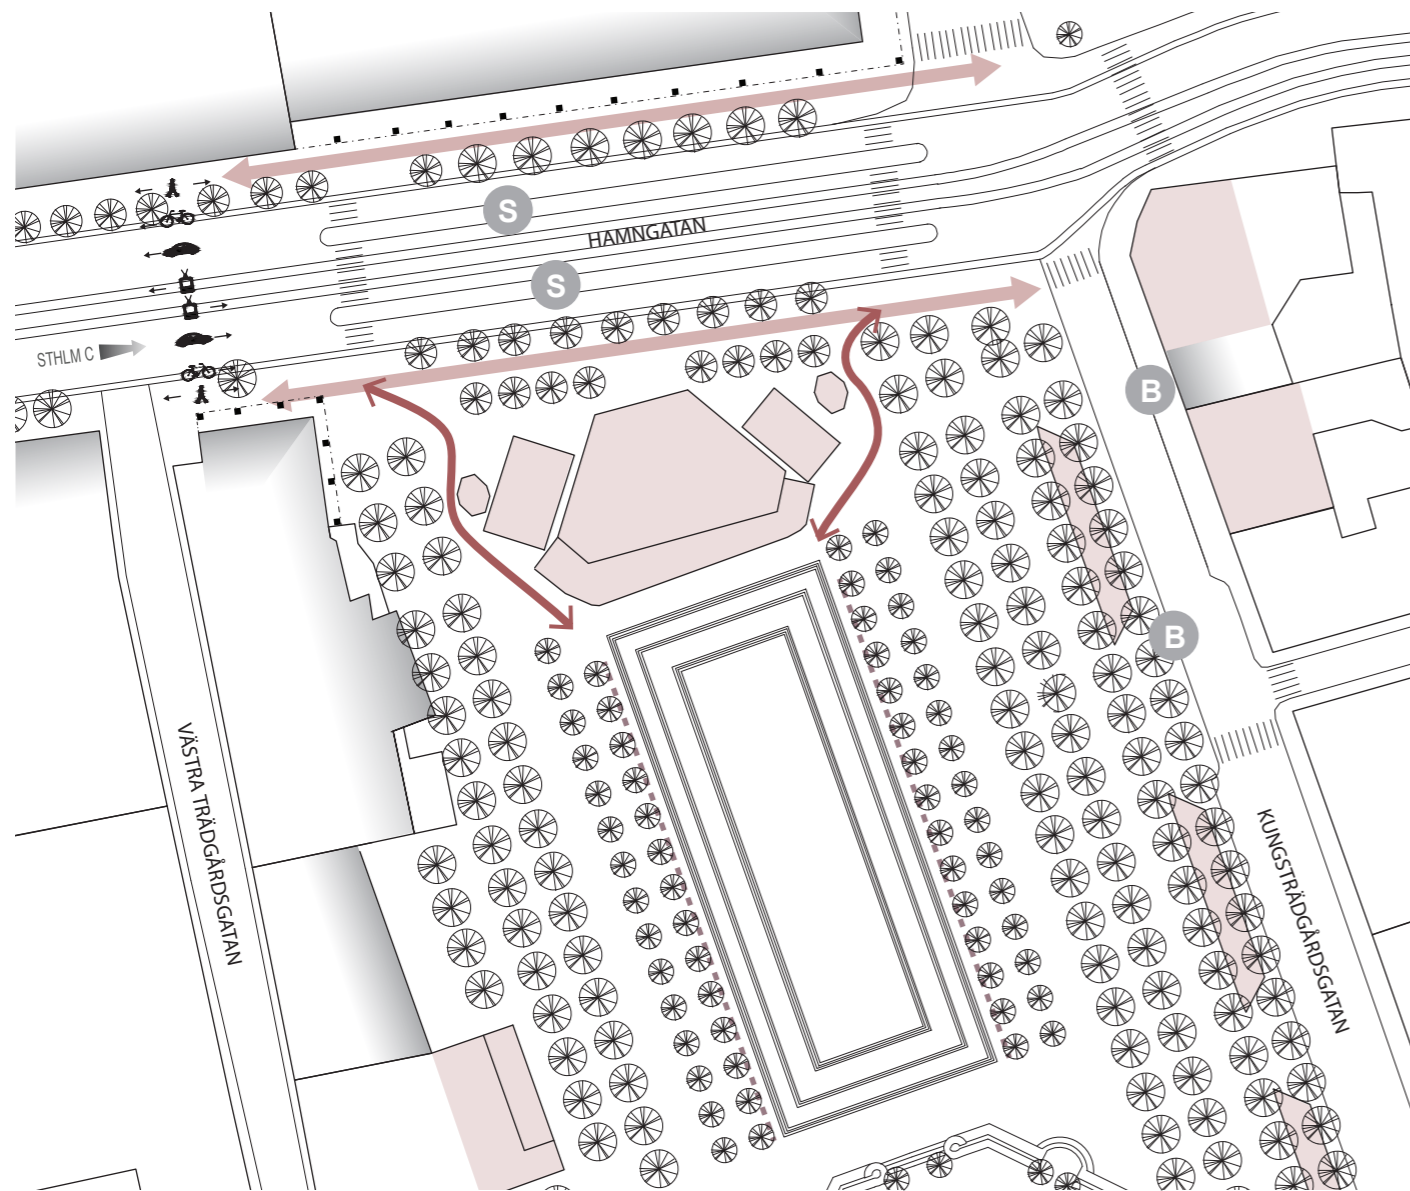 S
HAMNGATAN
S
STHLM C
B
B
VÄSTRA TRÄDGÅRDSGATAN
KUNGSTRÄDGÅRDSGATAN